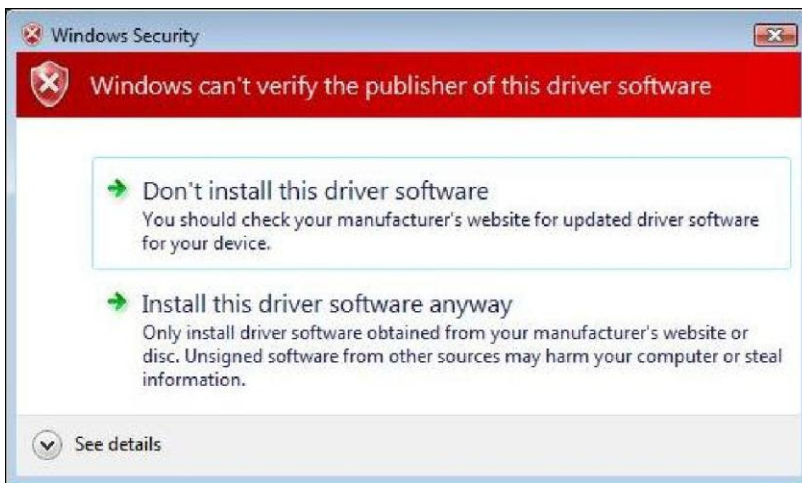 Windows Security
Windows can't verify the publisher of this driver software
Don't install this driver software
You should check your manufacturer's website for updated driver software
for your device.
Install this driver software anyway
Only install driver software obtained from your manufacturer's website or
disc. Unsigned software from other sources may harm your computer or steal
information.
See details